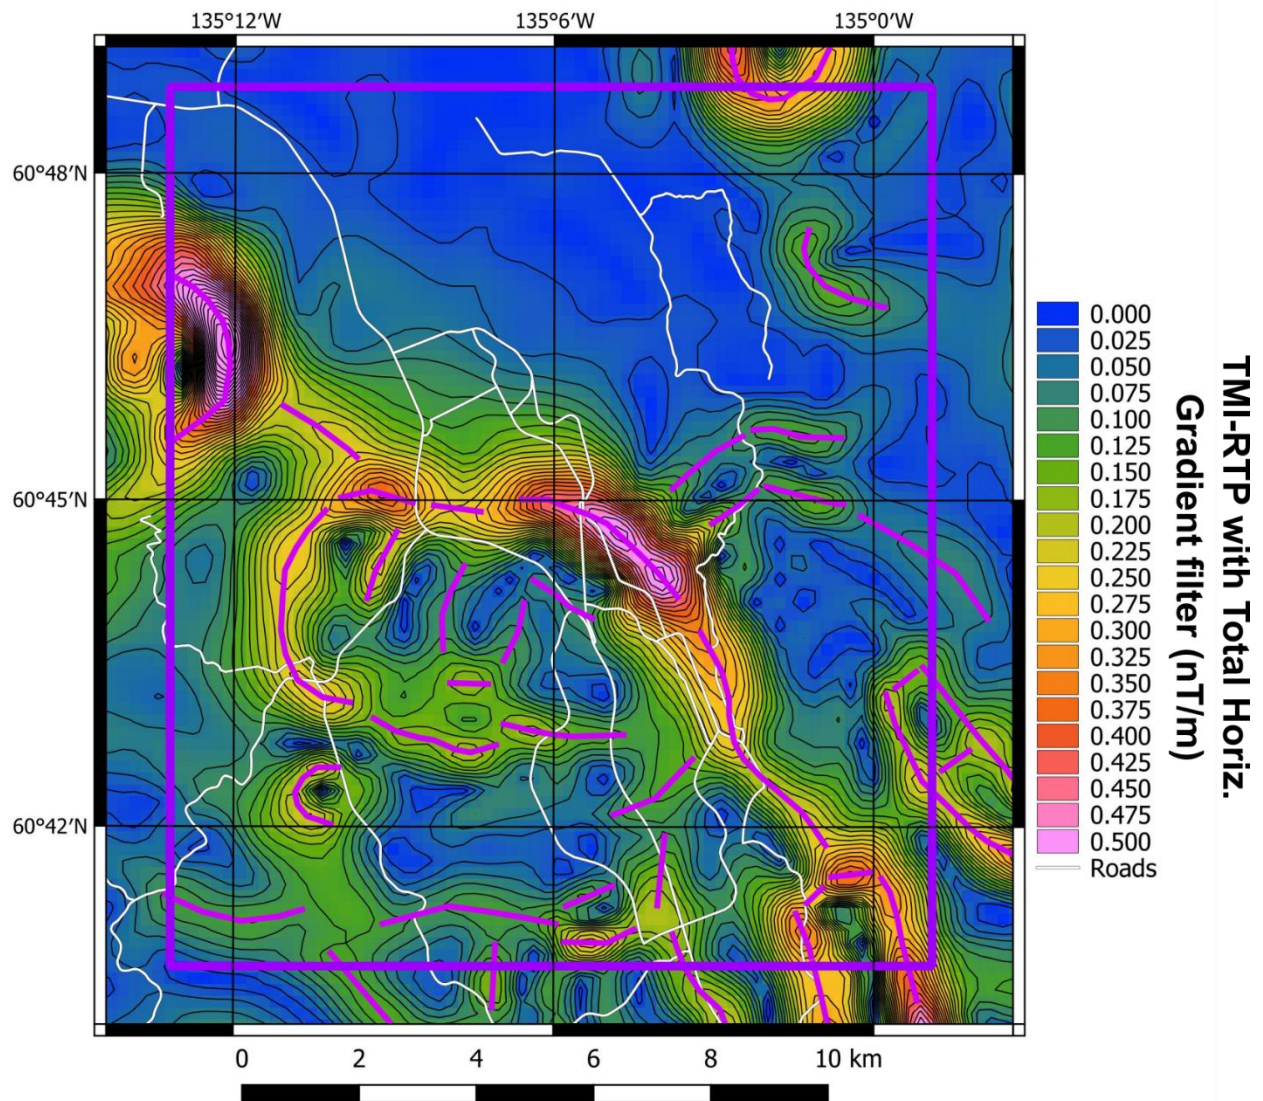 135°12'W
135°6'W
135°0'W
60°48'N
60°45'N
60°42'N
0.000
0.025
0.050
0.075
0.100
0.125
0.150
0.175
0.200
0.225
0.250
0.275
0.300
0.325
0.350
0.375
0.400
0.425
0.450
0.475
0.500
Roads
TMI-RTP with Total Horiz.
Gradient filter (nT/m)
0 2 4 6 8 10 km